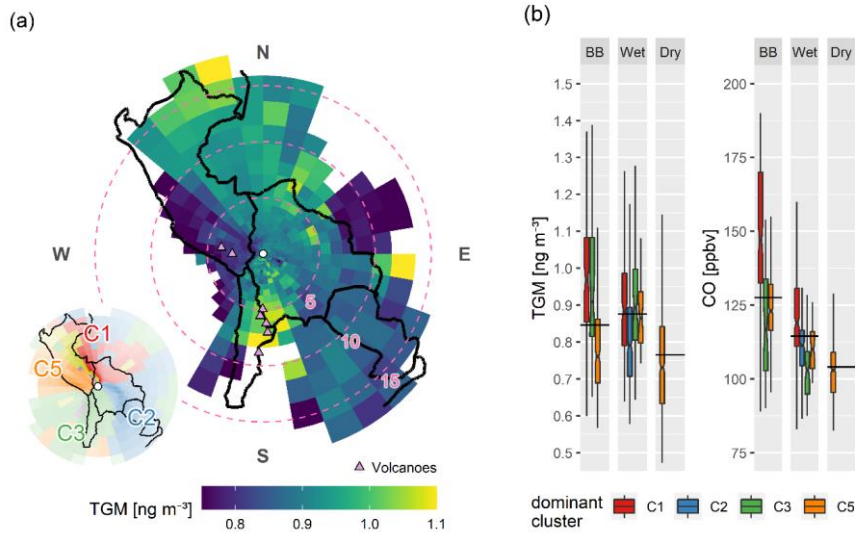 (a)
N
W
E
S
5
10
15
C1
C5
C3
C2
Volcanoes
TGM [ng m⁻³]
0.8 0.9 1.0 1.1
(b)
BB Wet Dry
TGM [ng m⁻³]
1.5
1.4
1.3
1.2
1.1
1.0
0.9
0.8
0.7
0.6
0.5
BB Wet Dry
CO [ppbv]
200
175
150
125
100
75
dominant
cluster
C1 C2 C3 C5